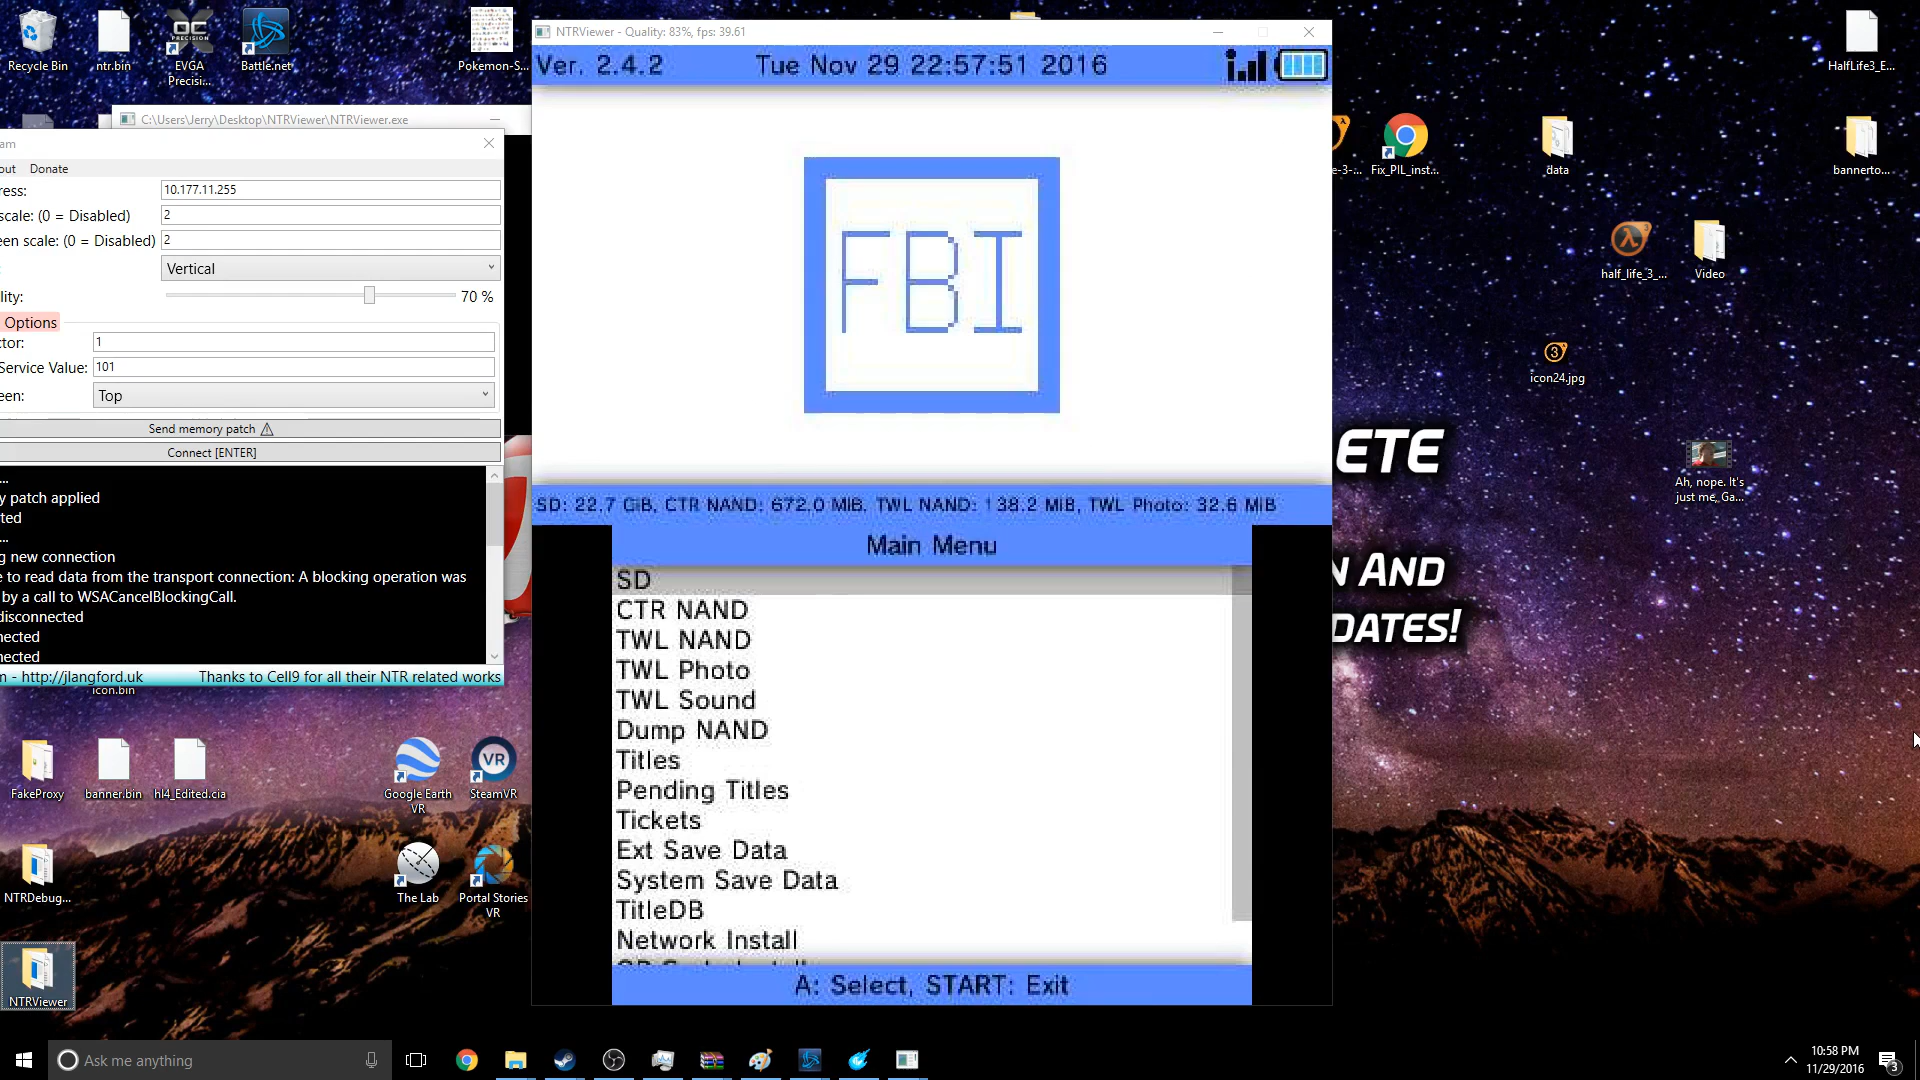 Recycle Bin
ntr.bin
EVGA
Precisi...
Battle.net
Pokemon-S...
HalfLife3_E...
C:\Users\Jerry\Desktop\NTRViewer\NTRViewer.exe
am
out
Donate
ress:
10.177.11.255
scale: (0 = Disabled)
2
een scale: (0 = Disabled)
2
Vertical
lity:
70 %
Options
ctor:
1
Service Value:
101
een:
Top
Send memory patch
Connect [ENTER]
...
y patch applied
ted
...
g new connection
e to read data from the transport connection: A blocking operation was
by a call to WSACancelBlockingCall.
disconnected
nected
nected
m - http://jlangford.uk
Thanks to Cell9 for all their NTR related works
icon.bin
NTRViewer - Quality: 83%, fps: 39.61
Ver. 2.4.2
Tue Nov 29 22:57:51 2016
FBI
SD: 22.7 GiB, CTR NAND: 672.0 MiB, TWL NAND: 138.2 MiB, TWL Photo: 32.6 MiB
Main Menu
SD
CTR NAND
TWL NAND
TWL Photo
TWL Sound
Dump NAND
Titles
Pending Titles
Tickets
Ext Save Data
System Save Data
TitleDB
Network Install
A: Select, START: Exit
e-3-...
Fix_PIL_inst...
data
bannerto...
half_life_3_...
Video
3
icon24.jpg
ETE
Ah, nope. It's
just me, Ga...
N AND
DATES!
FakeProxy
banner.bin
hl4_Edited.cia
Google Earth
VR
VR
SteamVR
NTRDebug...
The Lab
Portal Stories
VR
NTRViewer
Ask me anything
10:58 PM
11/29/2016
3